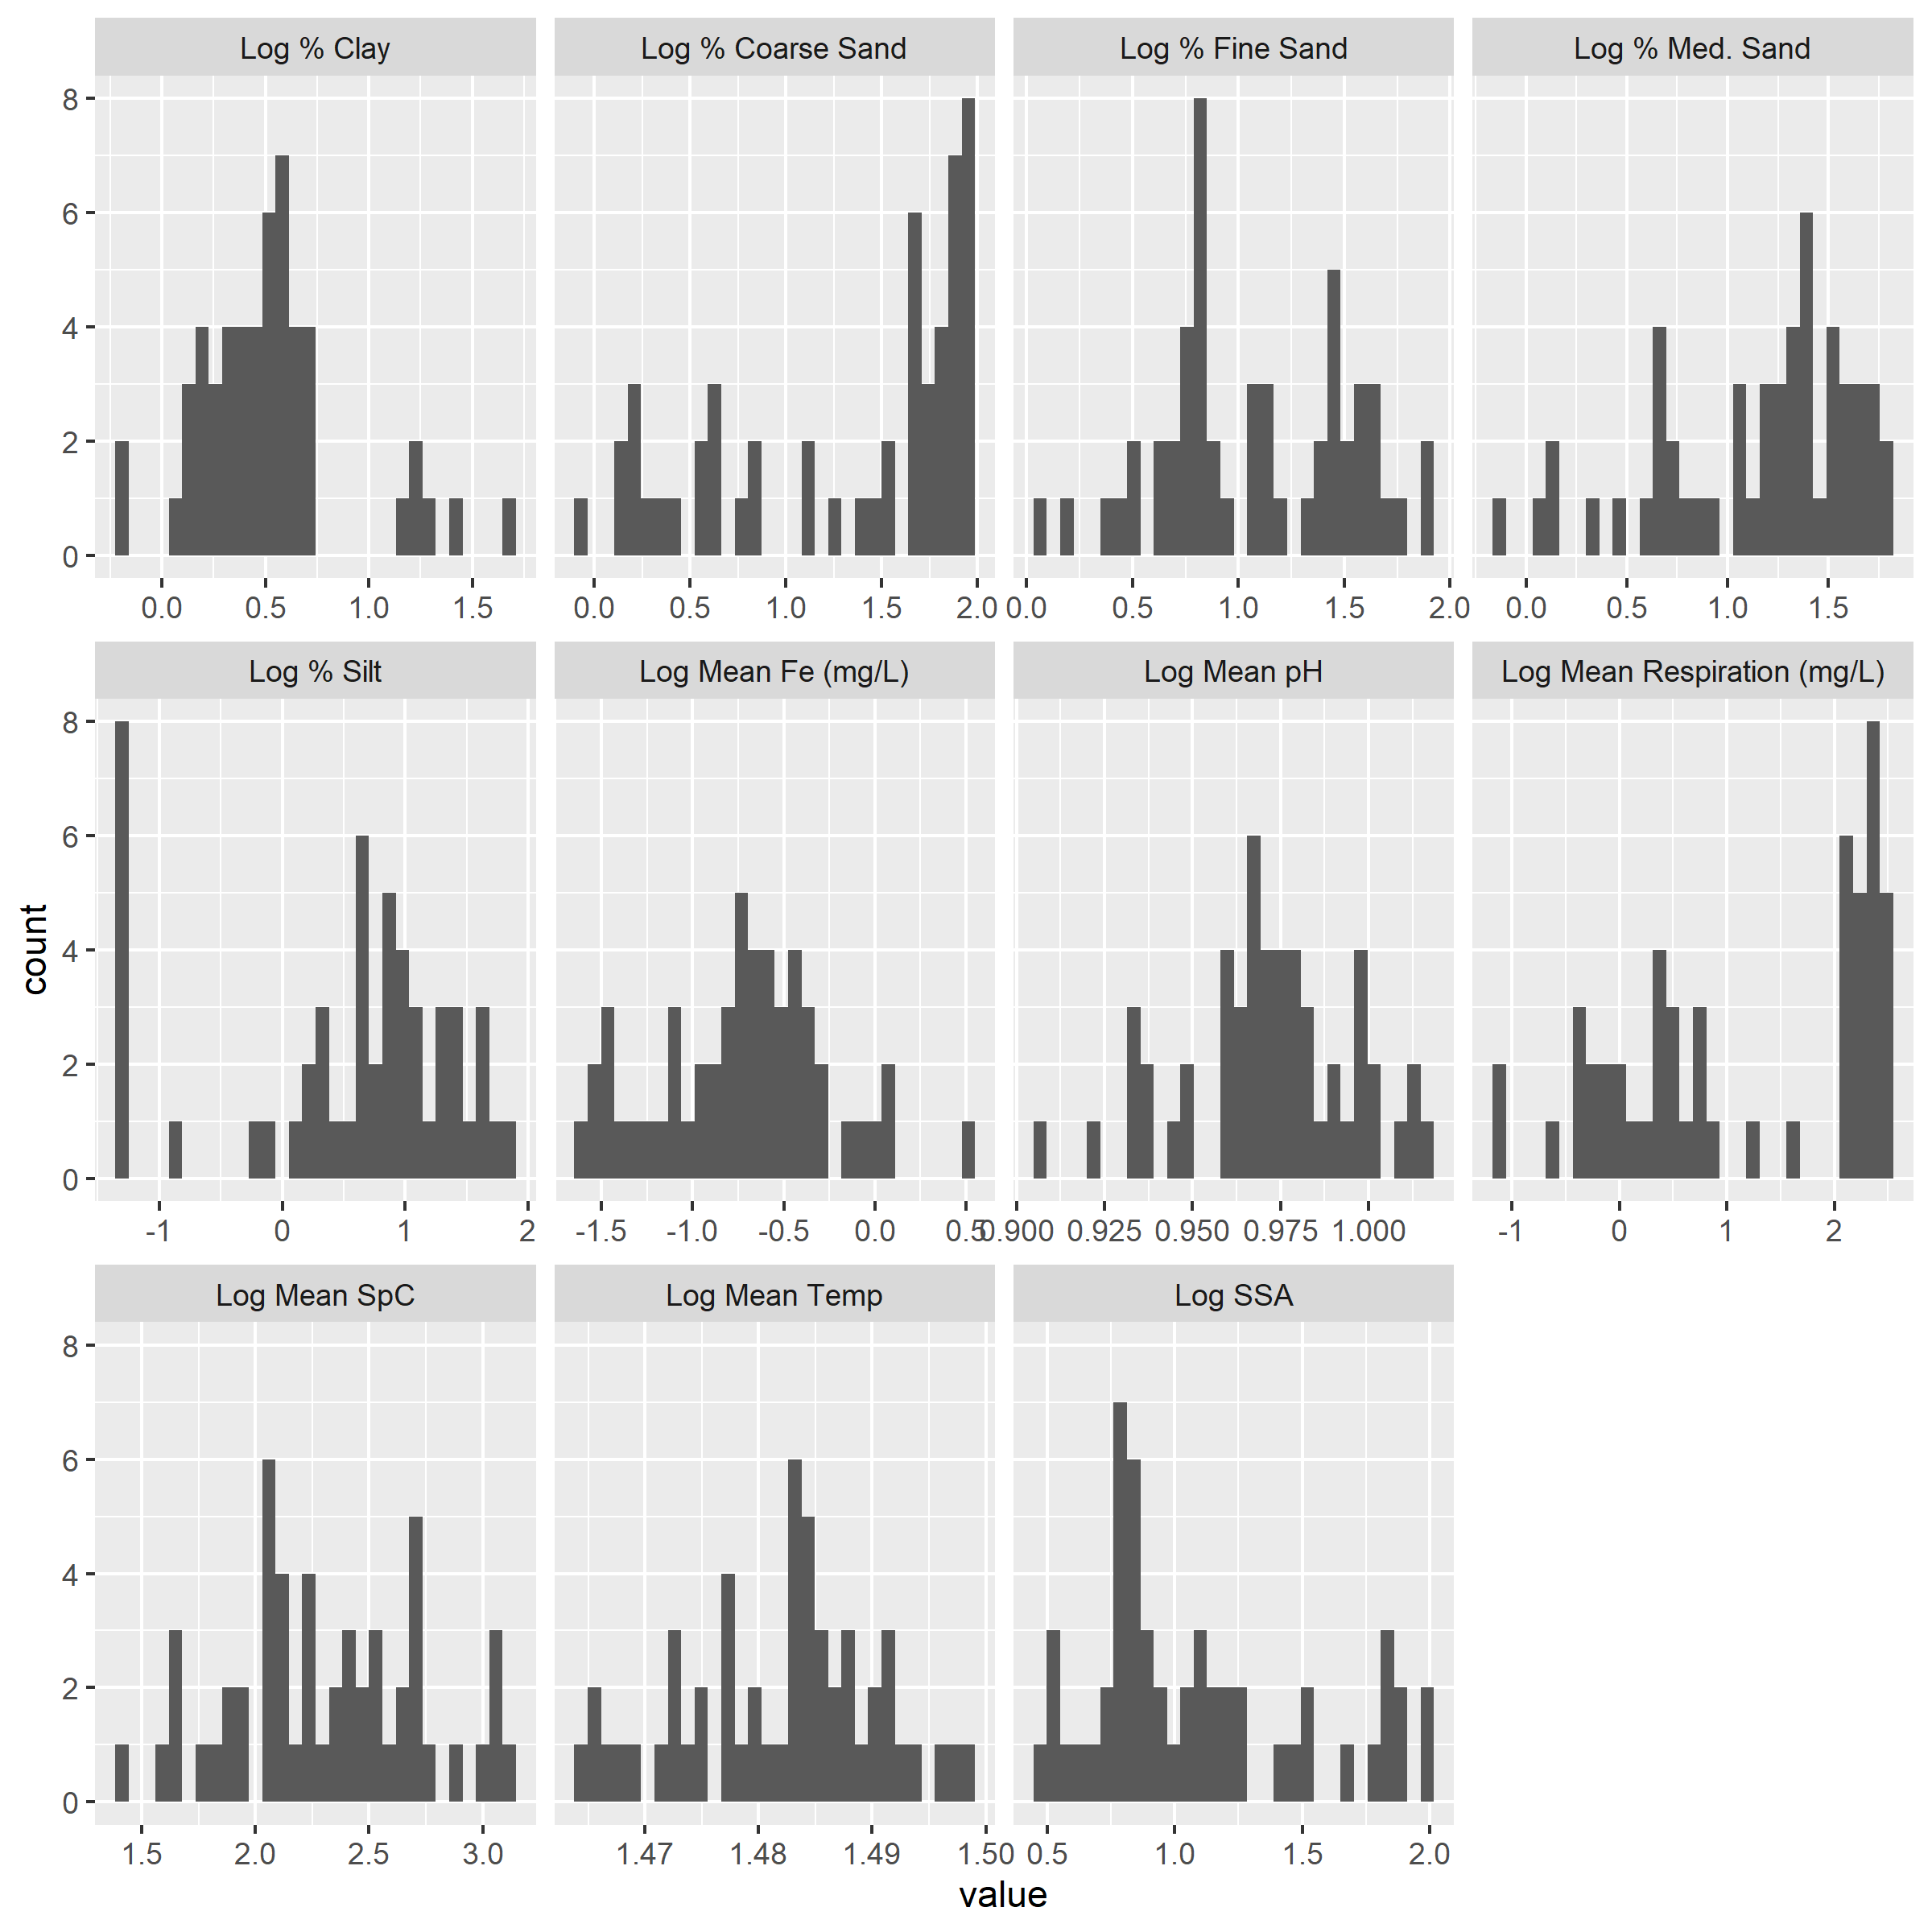 Log % Clay
Log % Coarse Sand
Log % Fine Sand
Log % Med. Sand
8
6
4
2
0
0.0 0.5 1.0 1.5
0.0 0.5 1.0 1.5 2.0
0.0 0.5 1.0 1.5 2.0
0.0 0.5 1.0 1.5
Log % Silt
Log Mean Fe (mg/L)
Log Mean pH
Log Mean Respiration (mg/L)
8
6
4
2
0
-1 0 1 2
-1.5 -1.0 -0.5 0.0 0.5
0.900 0.925 0.950 0.975 1.000
-1 0 1 2
count
Log Mean SpC
Log Mean Temp
Log SSA
8
6
4
2
0
1.5 2.0 2.5 3.0
1.47 1.48 1.49 1.50
0.5 1.0 1.5 2.0
value